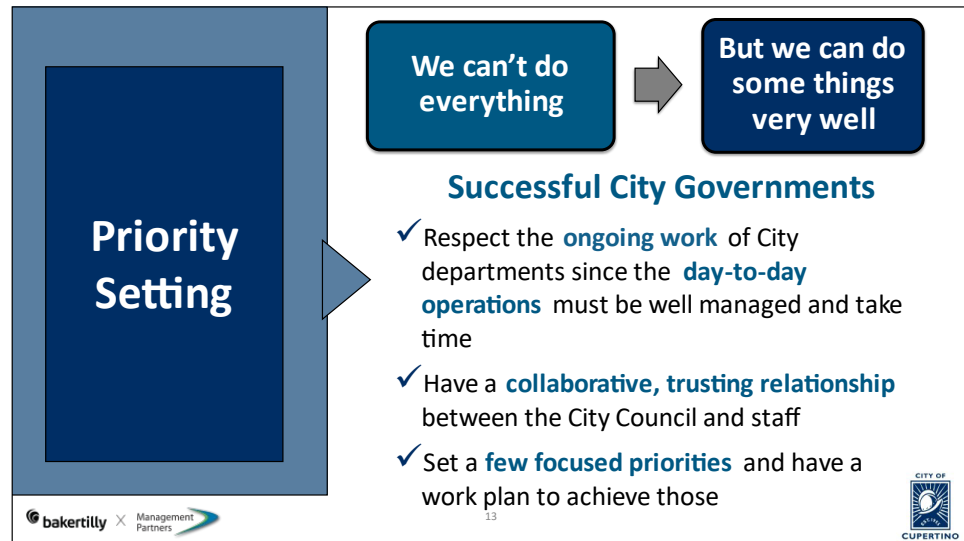 We can't do
everything
But we can do
some things
very well
Priority
Setting
Successful City Governments
✓Respect the ongoing work of City
departments since the day-to-day
operations must be well managed and take
time
✓Have a collaborative, trusting relationship
between the City Council and staff
✓Set a few focused priorities and have a
work plan to achieve those
bakertilly X Management
Partners
13
CITY OF
EST. 1955
CUPERTINO